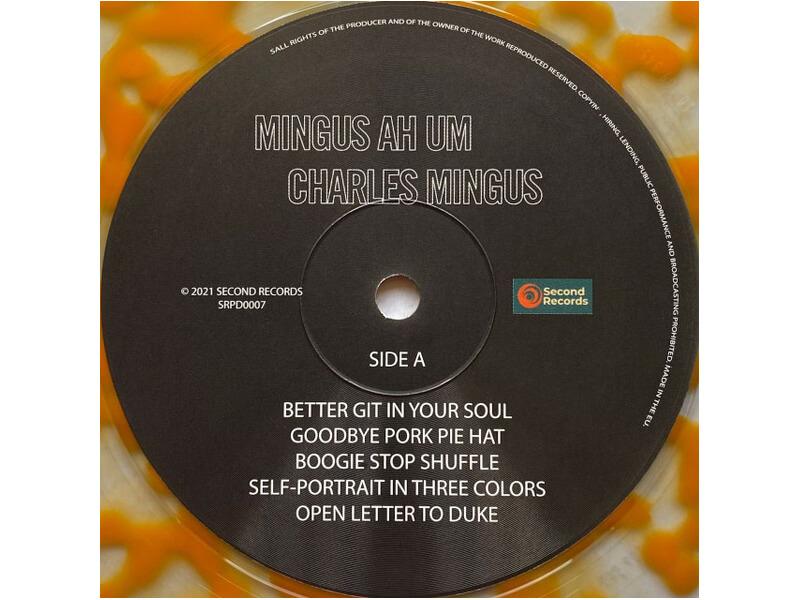 SALL RIGHTS OF THE PRODUCER AND OF THE OWNER OF THE WORK REPRODUCED RESERVED. COPYIN' , HIRING, LENDING, PUBLIC PERFORMANCE AND BROADCASTING PROHIBITED. MADE IN THE EU.
MINGUS AH UM
CHARLES MINGUS
© 2021 SECOND RECORDS
SRPD0007
Second
Records
SIDE A
BETTER GIT IN YOUR SOUL
GOODBYE PORK PIE HAT
BOOGIE STOP SHUFFLE
SELF-PORTRAIT IN THREE COLORS
OPEN LETTER TO DUKE